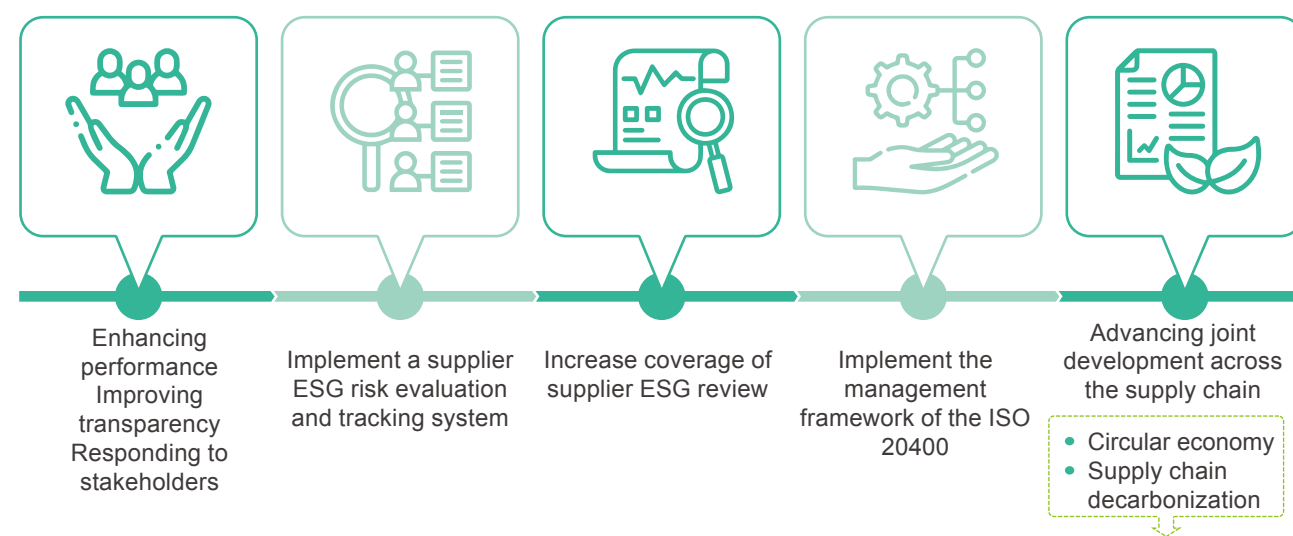 Enhancing
performance
Improving
transparency
Responding to
stakeholders
Implement a supplier
ESG risk evaluation
and tracking system
Increase coverage of
supplier ESG review
Implement the
management
framework of the ISO
20400
Advancing joint
development across
the supply chain
• Circular economy
• Supply chain
decarbonization